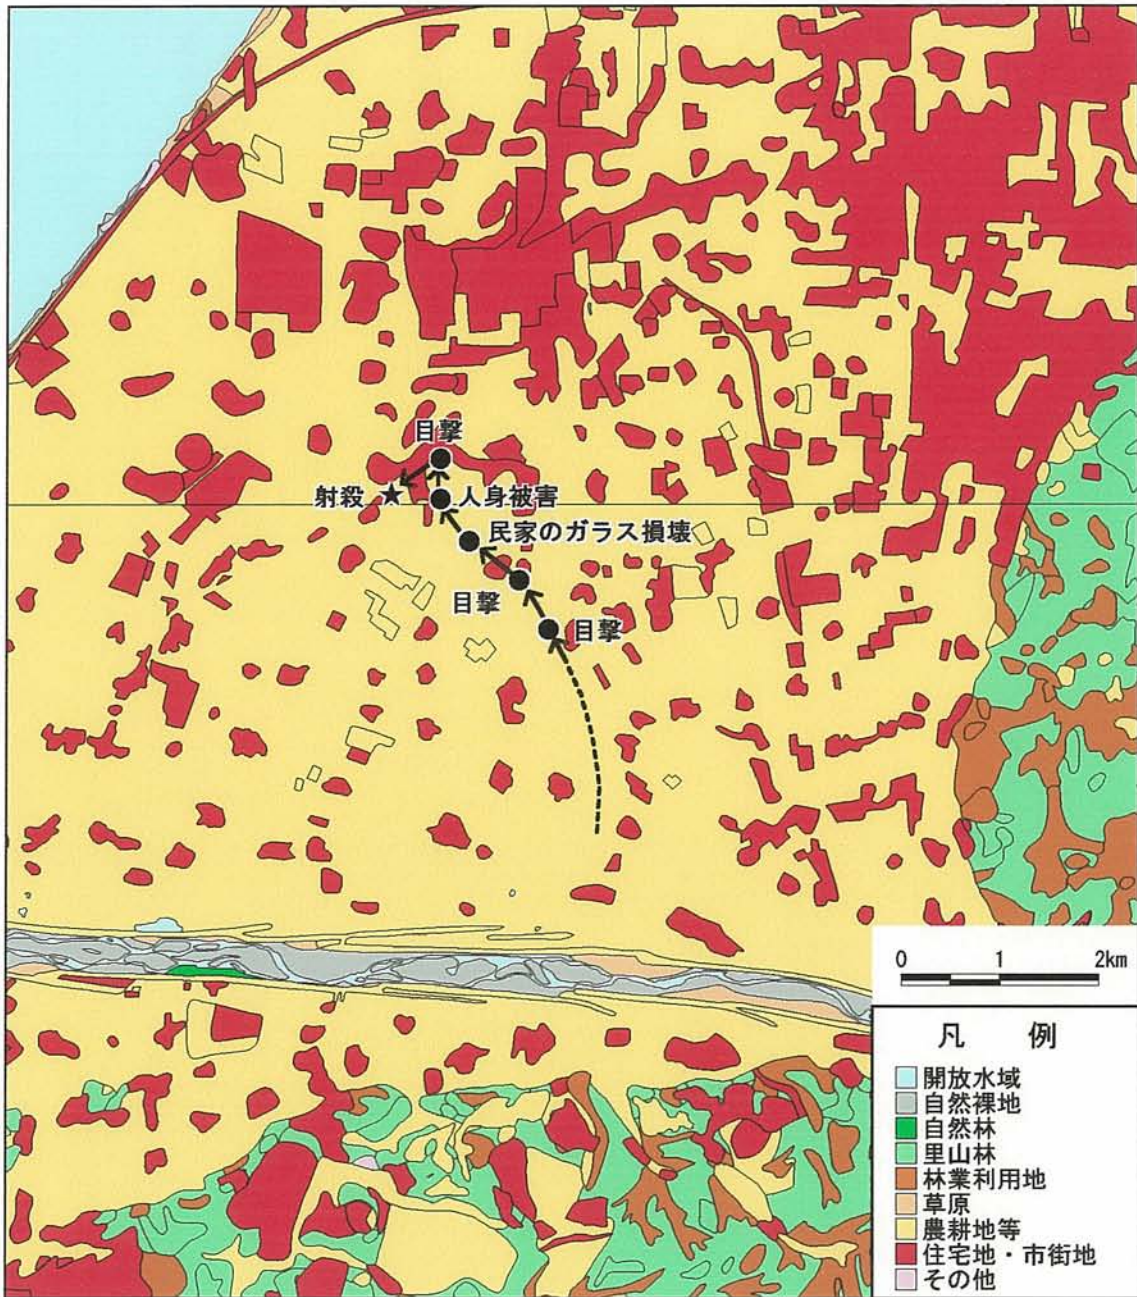 目撃
射殺
人身被害
民家のガラス損壊
目撃
目撃
0 1 2km
凡 例
開放水域
自然裸地
自然林
里山林
林業利用地
草原
農耕地等
住宅地・市街地
その他